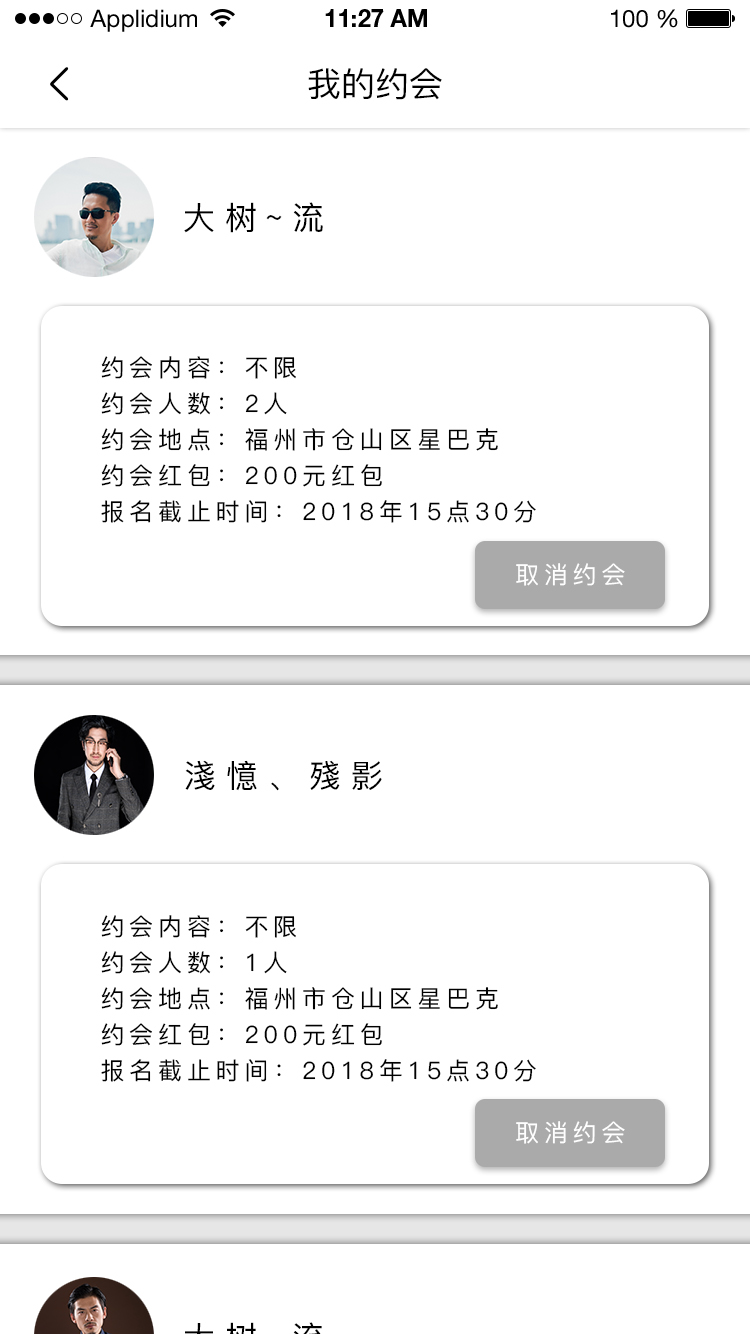 Applidium 11:27 AM 100 %
我的约会
大树~流
约会内容：不限
约会人数：2人
约会地点：福州市仓山区星巴克
约会红包：200元红包
报名截止时间：2018年15点30分
取消约会
淺憶、殘影
约会内容：不限
约会人数：1人
约会地点：福州市仓山区星巴克
约会红包：200元红包
报名截止时间：2018年15点30分
取消约会
大树~流